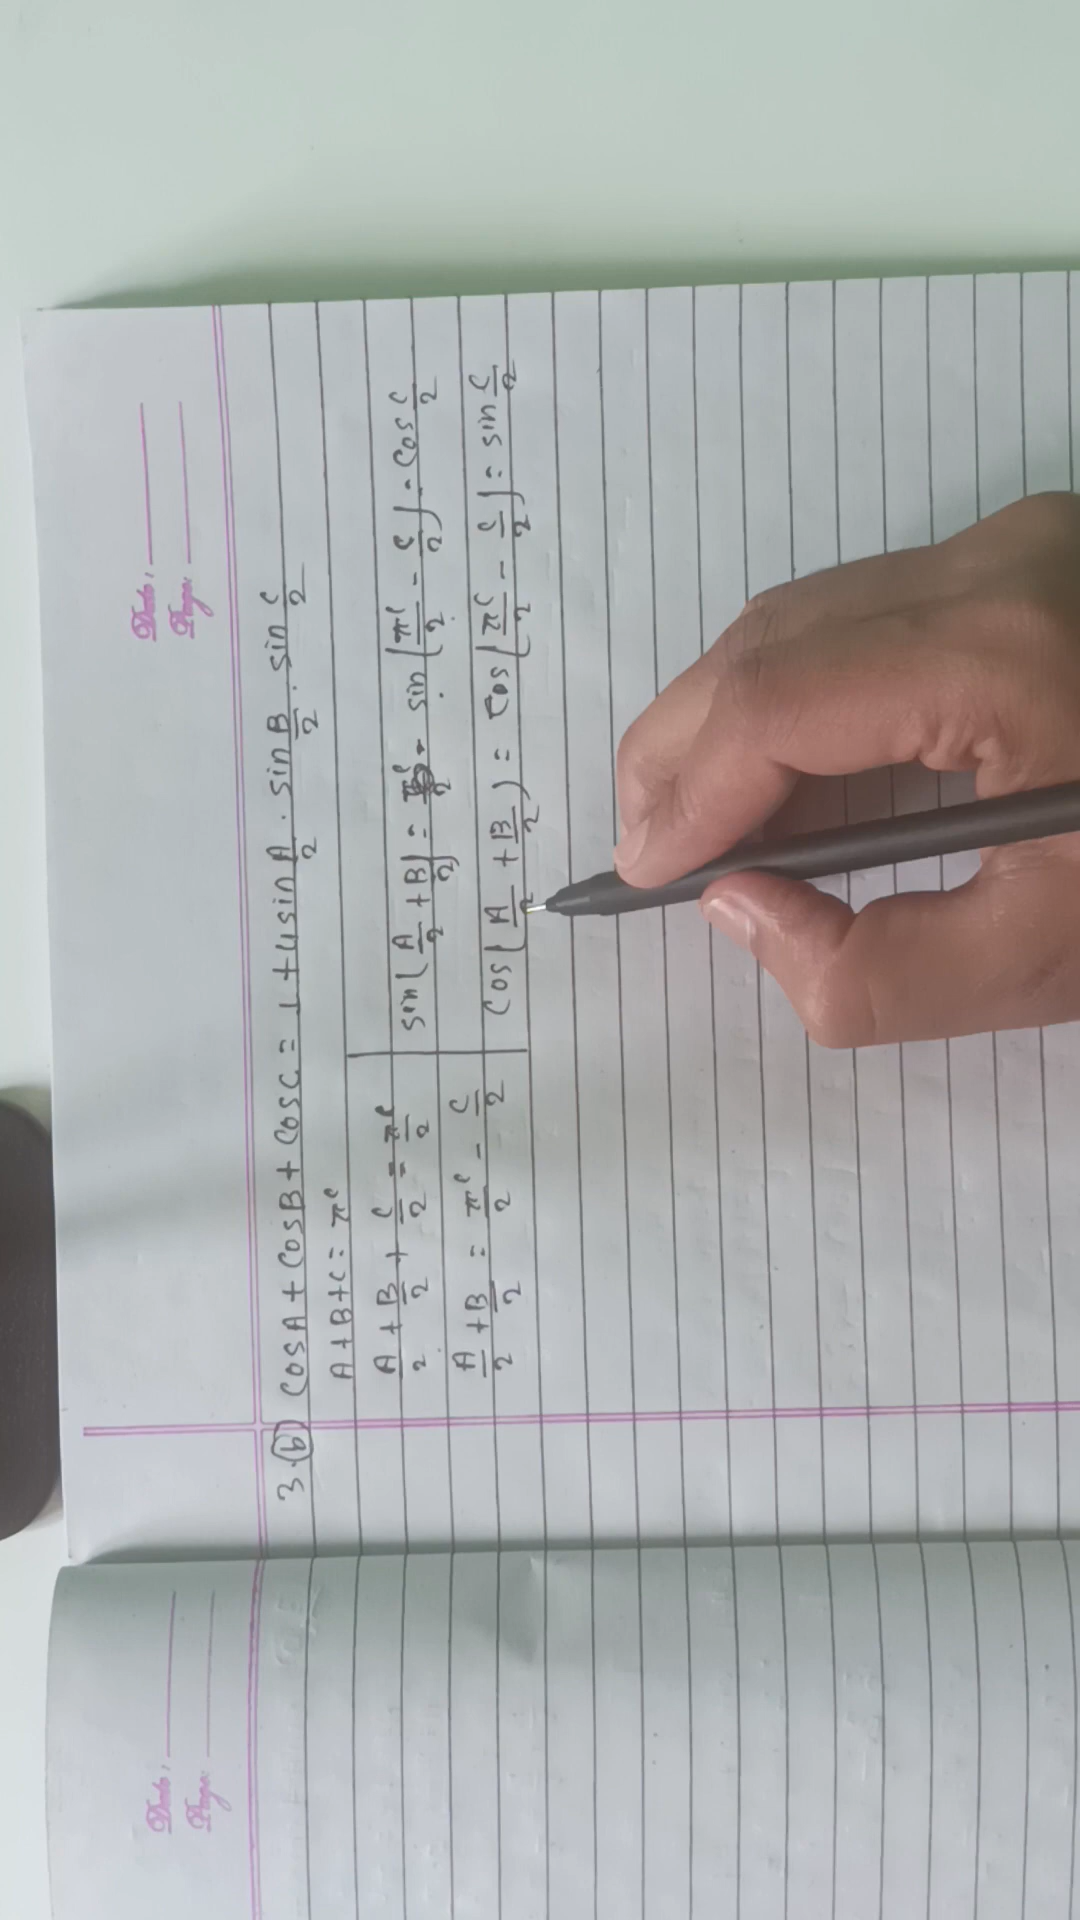 Date:
Page:
3.(b) cosA + cosB + cosC = 1 + 4sin A/2 . sin B/2 . sin C/2
A + B + C = π^c
A/2 + B/2 + C/2 = π^c/2
sin(A/2 + B/2) = sin(π^c/2 - C/2) = cos C/2
A/2 + B/2 = π^c/2 - C/2
cos(A/2 + B/2) = cos(π^c/2 - C/2) = sin C/2
Date:
Page: